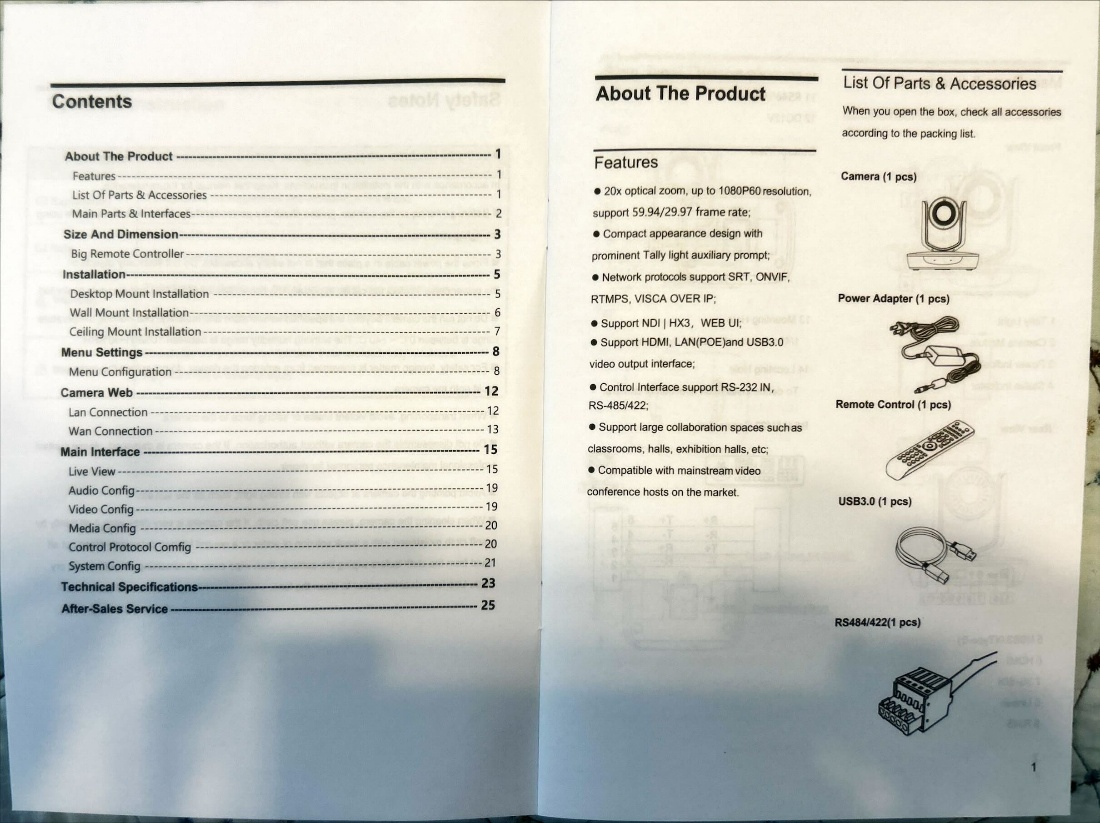 Contents
About The Product 1
Features 1
List Of Parts & Accessories 1
Main Parts & Interfaces 2
Size And Dimension 3
Big Remote Controller 3
Installation 5
Desktop Mount Installation 5
Wall Mount Installation 6
Ceiling Mount Installation 7
Menu Settings 8
Menu Configuration 8
Camera Web 12
Lan Connection 12
Wan Connection 13
Main Interface 15
Live View 15
Audio Config 19
Video Config 19
Media Config 20
Control Protocol Comfig 20
System Config 21
Technical Specifications 23
After-Sales Service 25
About The Product
Features
● 20x optical zoom, up to 1080P60 resolution,
support 59.94/29.97 frame rate;
● Compact appearance design with
prominent Tally light auxiliary prompt;
● Network protocols support SRT, ONVIF,
RTMPS, VISCA OVER IP;
● Support NDI | HX3, WEB UI;
● Support HDMI, LAN(POE)and USB3.0
video output interface;
● Control Interface support RS-232 IN,
RS-485/422;
● Support large collaboration spaces such as
classrooms, halls, exhibition halls, etc;
● Compatible with mainstream video
conference hosts on the market.
List Of Parts & Accessories
When you open the box, check all accessories
according to the packing list.
Camera (1 pcs)
Power Adapter (1 pcs)
Remote Control (1 pcs)
USB3.0 (1 pcs)
RS484/422(1 pcs)
1